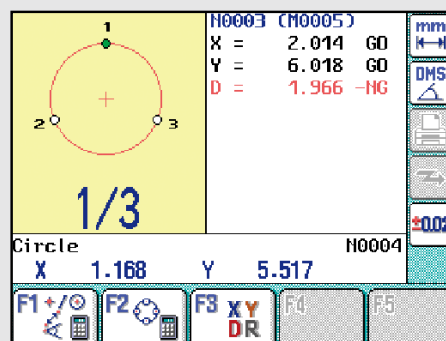 1
2
3
1/3
N0003 (M0005)
X = 2.014 GO
Y = 6.018 GO
D = 1.966 -NG
mm
DMS
±0.02
Circle N0004
X 1.168 Y 5.517
F1 +/
F2
F3 XY
DR
F4
F5